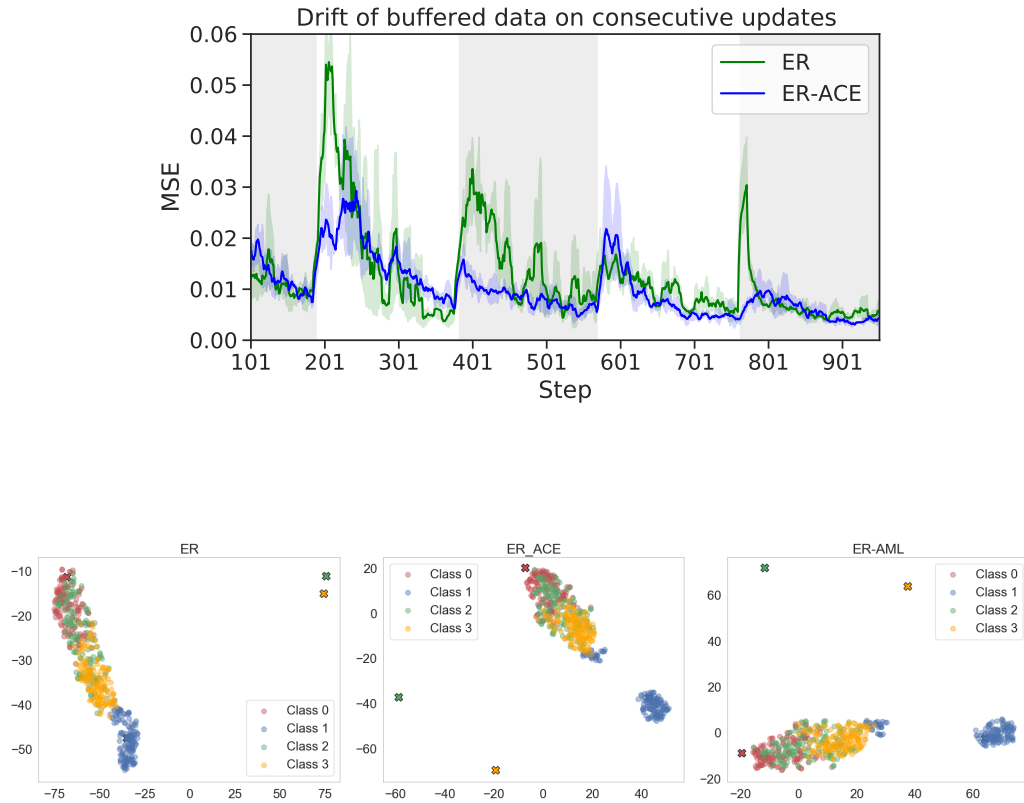 Drift of buffered data on consecutive updates
0.06
0.05
0.04
0.03
0.02
0.01
0.00
MSE
ER
ER-ACE
101 201 301 401 501 601 701 801 901
Step
ER
−10
−20
−30
−40
−50
Class 0
Class 1
Class 2
Class 3
−75 −50 −25 0 25 50 75
ER_ACE
20
0
−20
−40
−60
Class 0
Class 1
Class 2
Class 3
−60 −40 −20 0 20 40
ER-AML
60
40
20
0
−20
Class 0
Class 1
Class 2
Class 3
−20 0 20 40 60